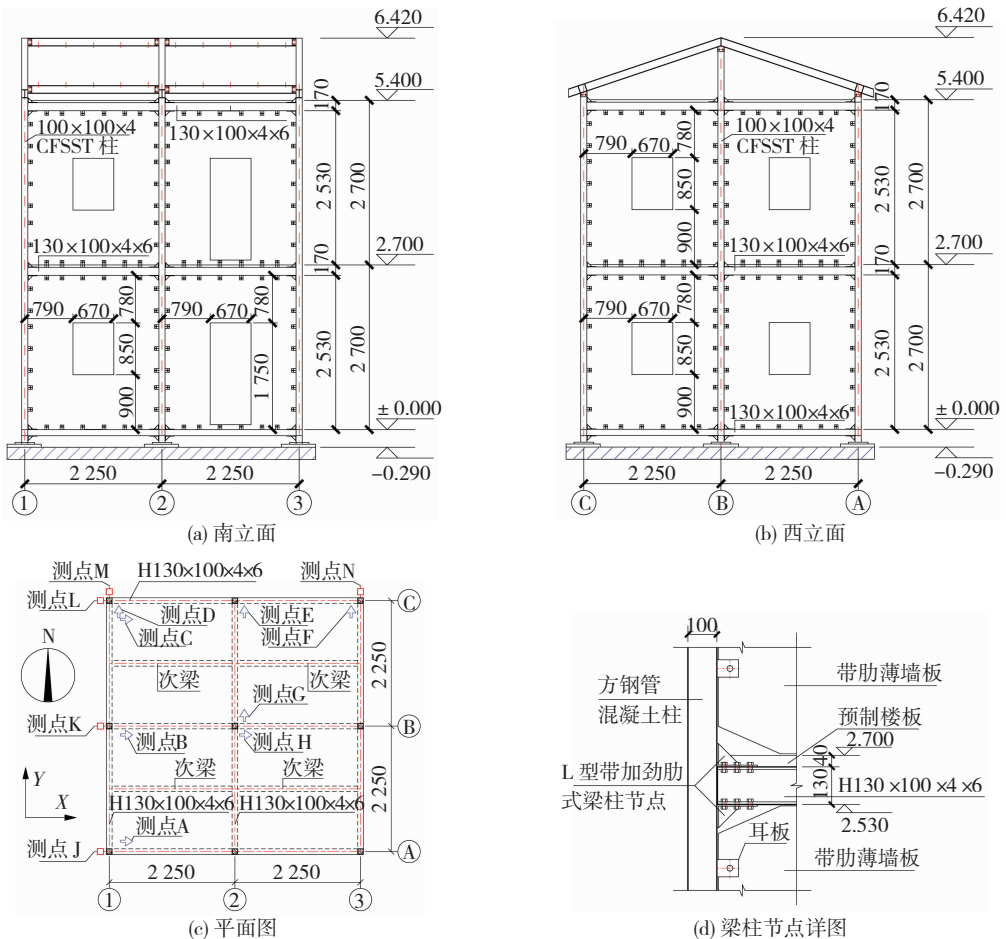 6.420
5.400
170
100×100×4
CFSST 柱
130×100×4×6
2 530
2 700
130×100×4×6
2.700
170
790
670
780
790
670
780
850
900
1 750
2 530
2 700
± 0.000
−0.290
2 250
2 250
1
2
3
(a) 南立面
6.420
5.400
170
100×100×4
CFSST 柱
790
670
780
850
900
2 530
2 700
130×100×4×6
2.700
170
790
670
780
850
900
2 530
2 700
130×100×4×6
± 0.000
−0.290
2 250
2 250
C
B
A
(b) 西立面
测点M
H130×100×4×6
测点N
测点L
C
测点D
测点E
测点C
测点F
N
次梁
次梁
2 250
测点G
测点K
B
测点B
测点H
次梁
次梁
Y
X
H130×100×4×6
H130×100×4×6
2 250
测点A
测点J
A
2 250
2 250
1
2
3
(c) 平面图
100
方钢管
混凝土柱
带肋薄墙板
预制楼板
2.700
40
130
L 型带加劲肋
式梁柱节点
H130×100 ×4 ×6
2.530
耳板
带肋薄墙板
(d) 梁柱节点详图